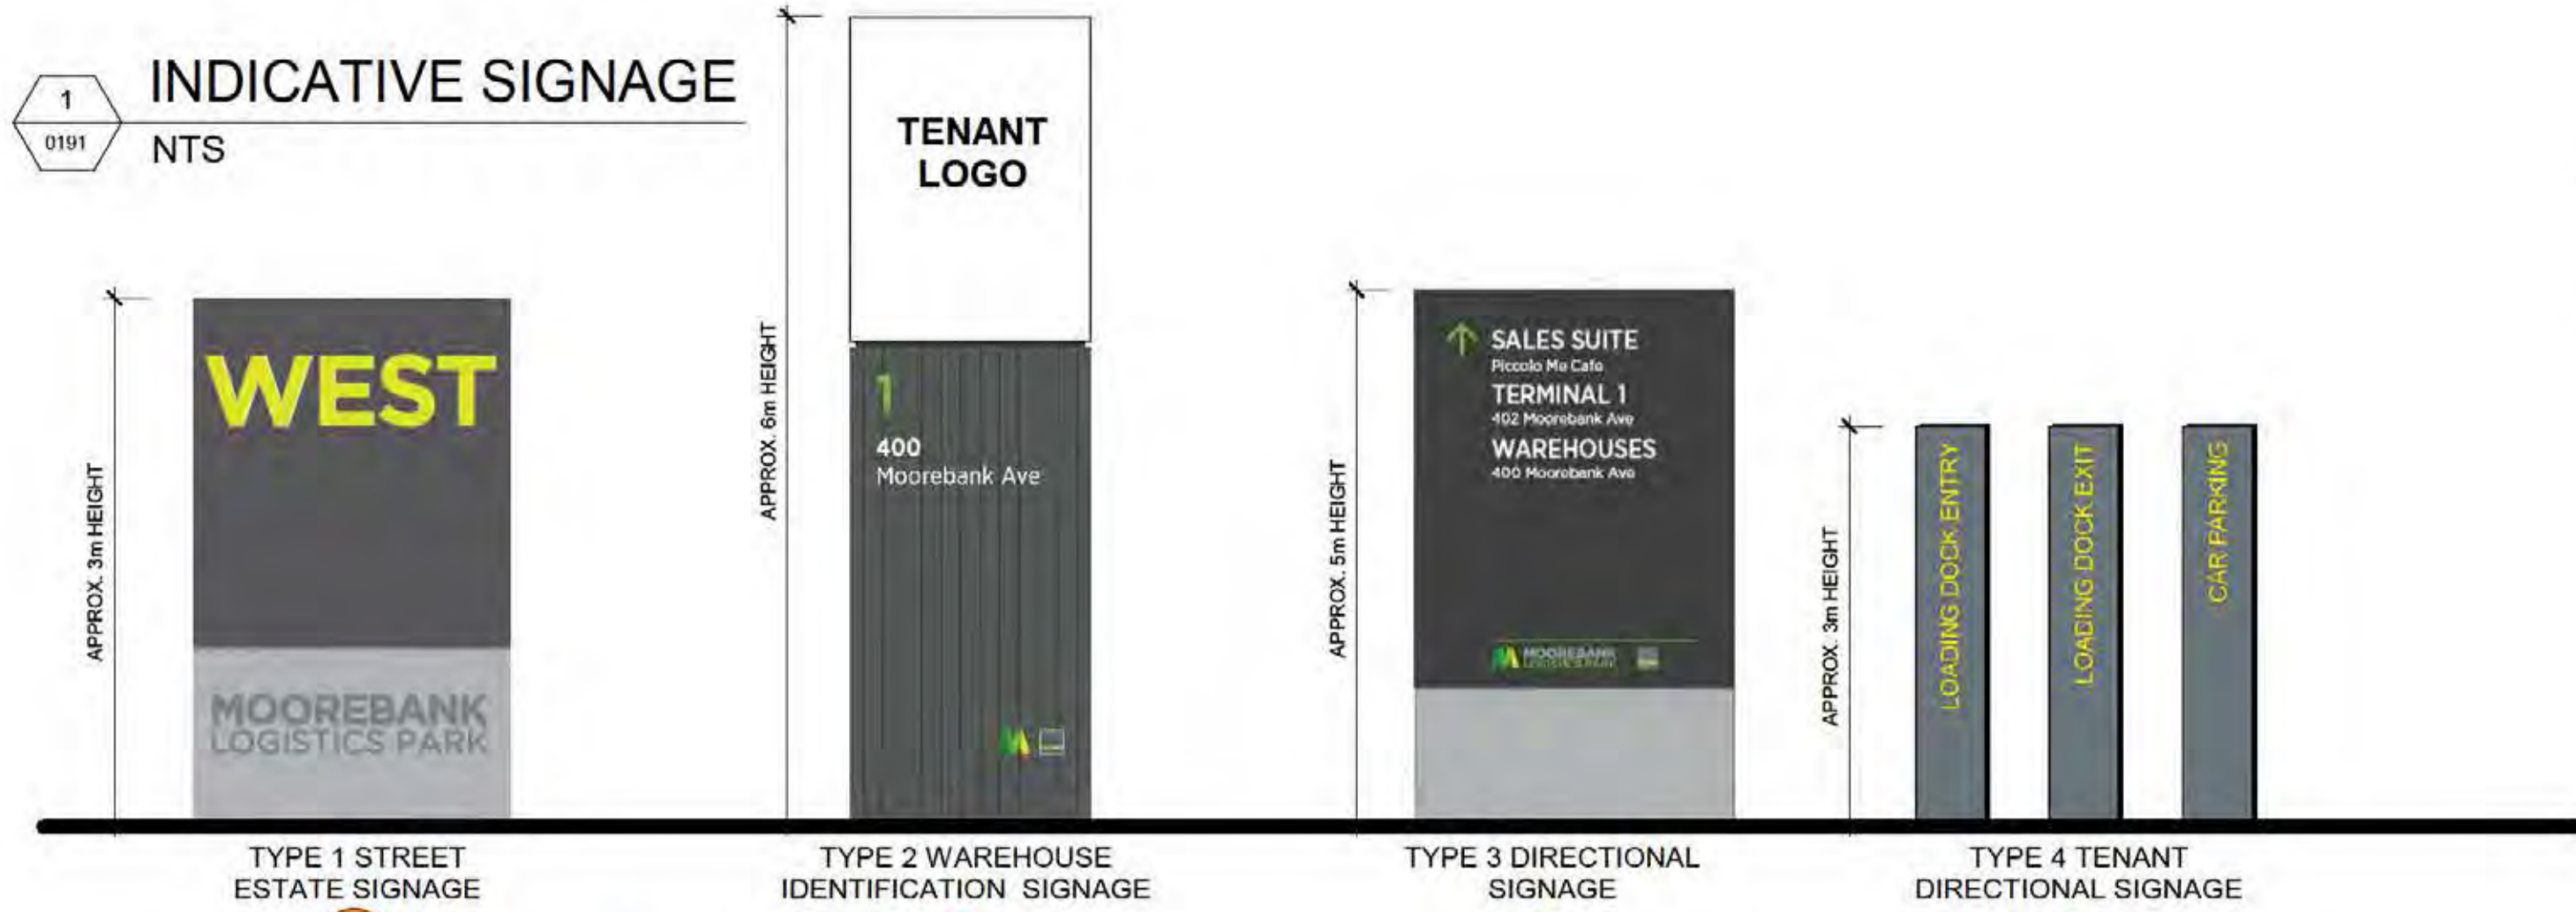 1
0191
INDICATIVE SIGNAGE
NTS
APPROX. 3m HEIGHT
WEST
MOOREBANK
LOGISTICS PARK
TYPE 1 STREET
ESTATE SIGNAGE
APPROX. 6m HEIGHT
TENANT
LOGO
1
400
Moorebank Ave
TYPE 2 WAREHOUSE
IDENTIFICATION SIGNAGE
APPROX. 5m HEIGHT
SALES SUITE
Piccolo Me Cafe
TERMINAL 1
402 Moorebank Ave
WAREHOUSES
400 Moorebank Ave
MOOREBANK
LOGISTICS PARK
TYPE 3 DIRECTIONAL
SIGNAGE
APPROX. 3m HEIGHT
LOADING DOCK ENTRY
LOADING DOCK EXIT
CAR PARKING
TYPE 4 TENANT
DIRECTIONAL SIGNAGE